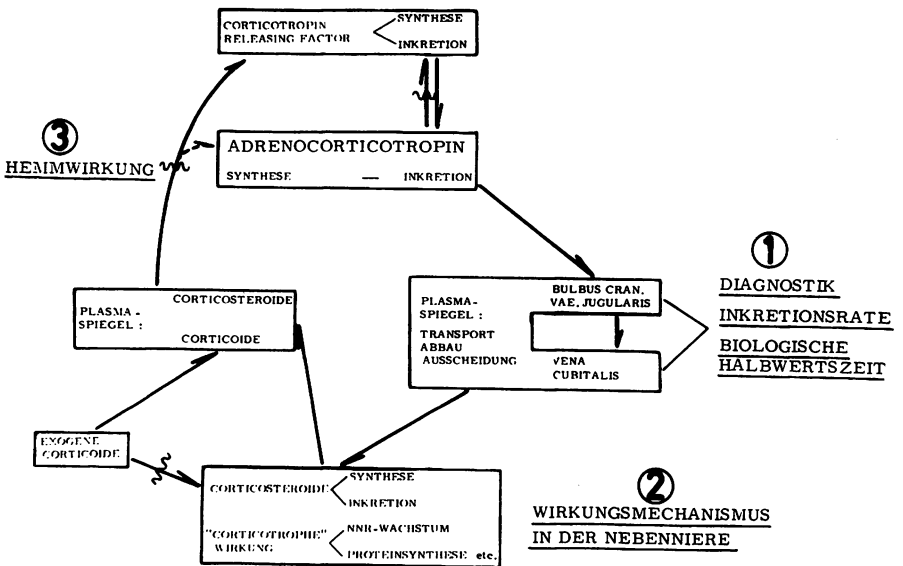 CORTICOTROPIN
RELEASING FACTOR
SYNTHESE
INKRETION
3
HEMMWIRKUNG
ADRENOCORTICOTROPIN
SYNTHESE — INKRETION
1
DIAGNOSTIK
INKRETIONSRATE
BIOLOGISCHE
HALBWERTSZEIT
PLASMA-
SPIEGEL :
CORTICOSTEROIDE
CORTICOIDE
PLASMA-
SPIEGEL :
TRANSPORT
ABBAU
AUSSCHEIDUNG
BULBUS CRAN.
VAE. JUGULARIS
VENA
CUBITALIS
EXOGENE
CORTICOIDE
CORTICOSTEROIDE
SYNTHESE
INKRETION
"CORTICOTROPHE"
WIRKUNG
NNR-WACHSTUM
PROTEINSYNTHESE etc.
2
WIRKUNGSMECHANISMUS
IN DER NEBENNIERE